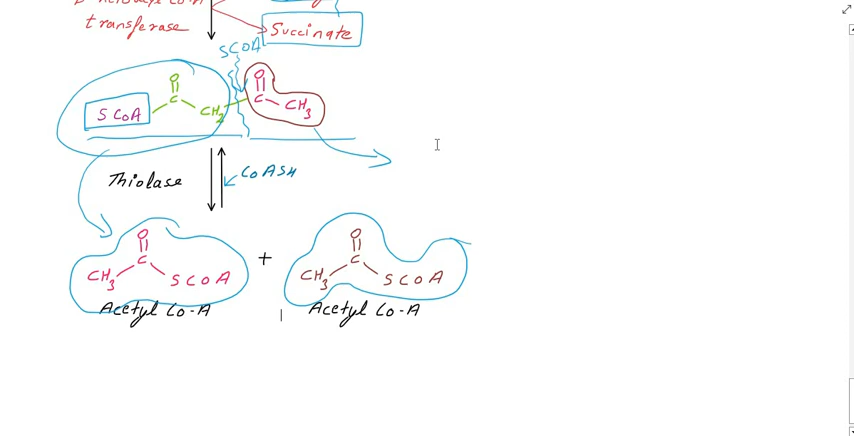 transferase
Succinate
SCOA
O
O
SCOA
C
CH2
C
CH3
Thiolase
CoASH
O
O
CH3
C
SCOA
+
CH3
C
SCOA
Acetyl Co-A
Acetyl Co-A